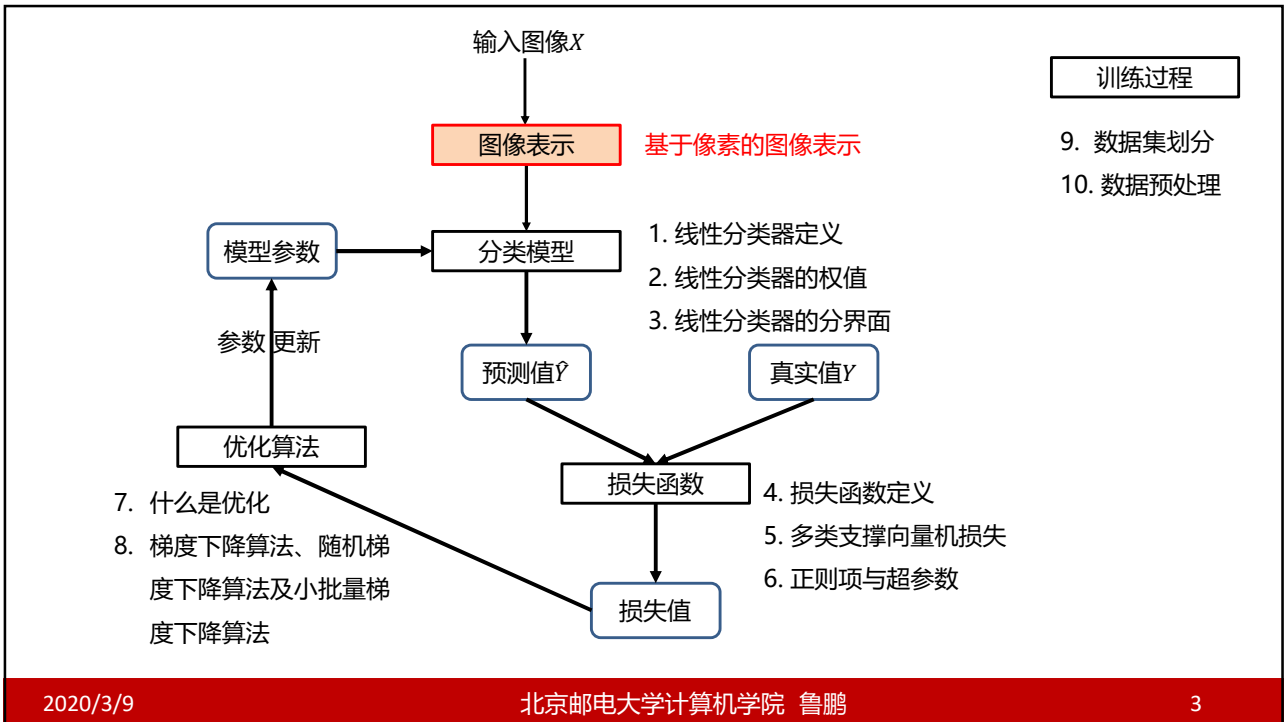 输入图像X
训练过程
图像表示
基于像素的图像表示
9. 数据集划分
10. 数据预处理
模型参数
分类模型
1. 线性分类器定义
2. 线性分类器的权值
3. 线性分类器的分界面
参数 更新
预测值Ŷ
真实值Y
优化算法
损失函数
4. 损失函数定义
5. 多类支撑向量机损失
6. 正则项与超参数
7. 什么是优化
8. 梯度下降算法、随机梯
度下降算法及小批量梯
度下降算法
损失值
2020/3/9
北京邮电大学计算机学院 鲁鹏
3